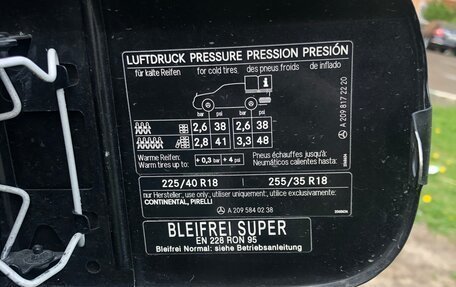 LUFTDRUCK PRESSURE PRESSION PRESIÓN
für kalte Reifen for cold tires des pneus froids de inflado
bar psi bar psi
2,6 38 2,6 38
2,8 41 3,3 48
Warme Reifen: Pneus échauffes jusqu'à:
Warm tires up to: + 0,3 bar + 4 psi Neumáticos calientes hasta:
A 209 817 22 20
225/40 R18 255/35 R18
nur Hersteller; use only; utiliser uniquement; utilice exclusivamente:
CONTINENTAL, PIRELLI
A 209 584 02 38
BLEIFREI SUPER
EN 228 RON 95
Bleifrei Normal: siehe Betriebsanleitung